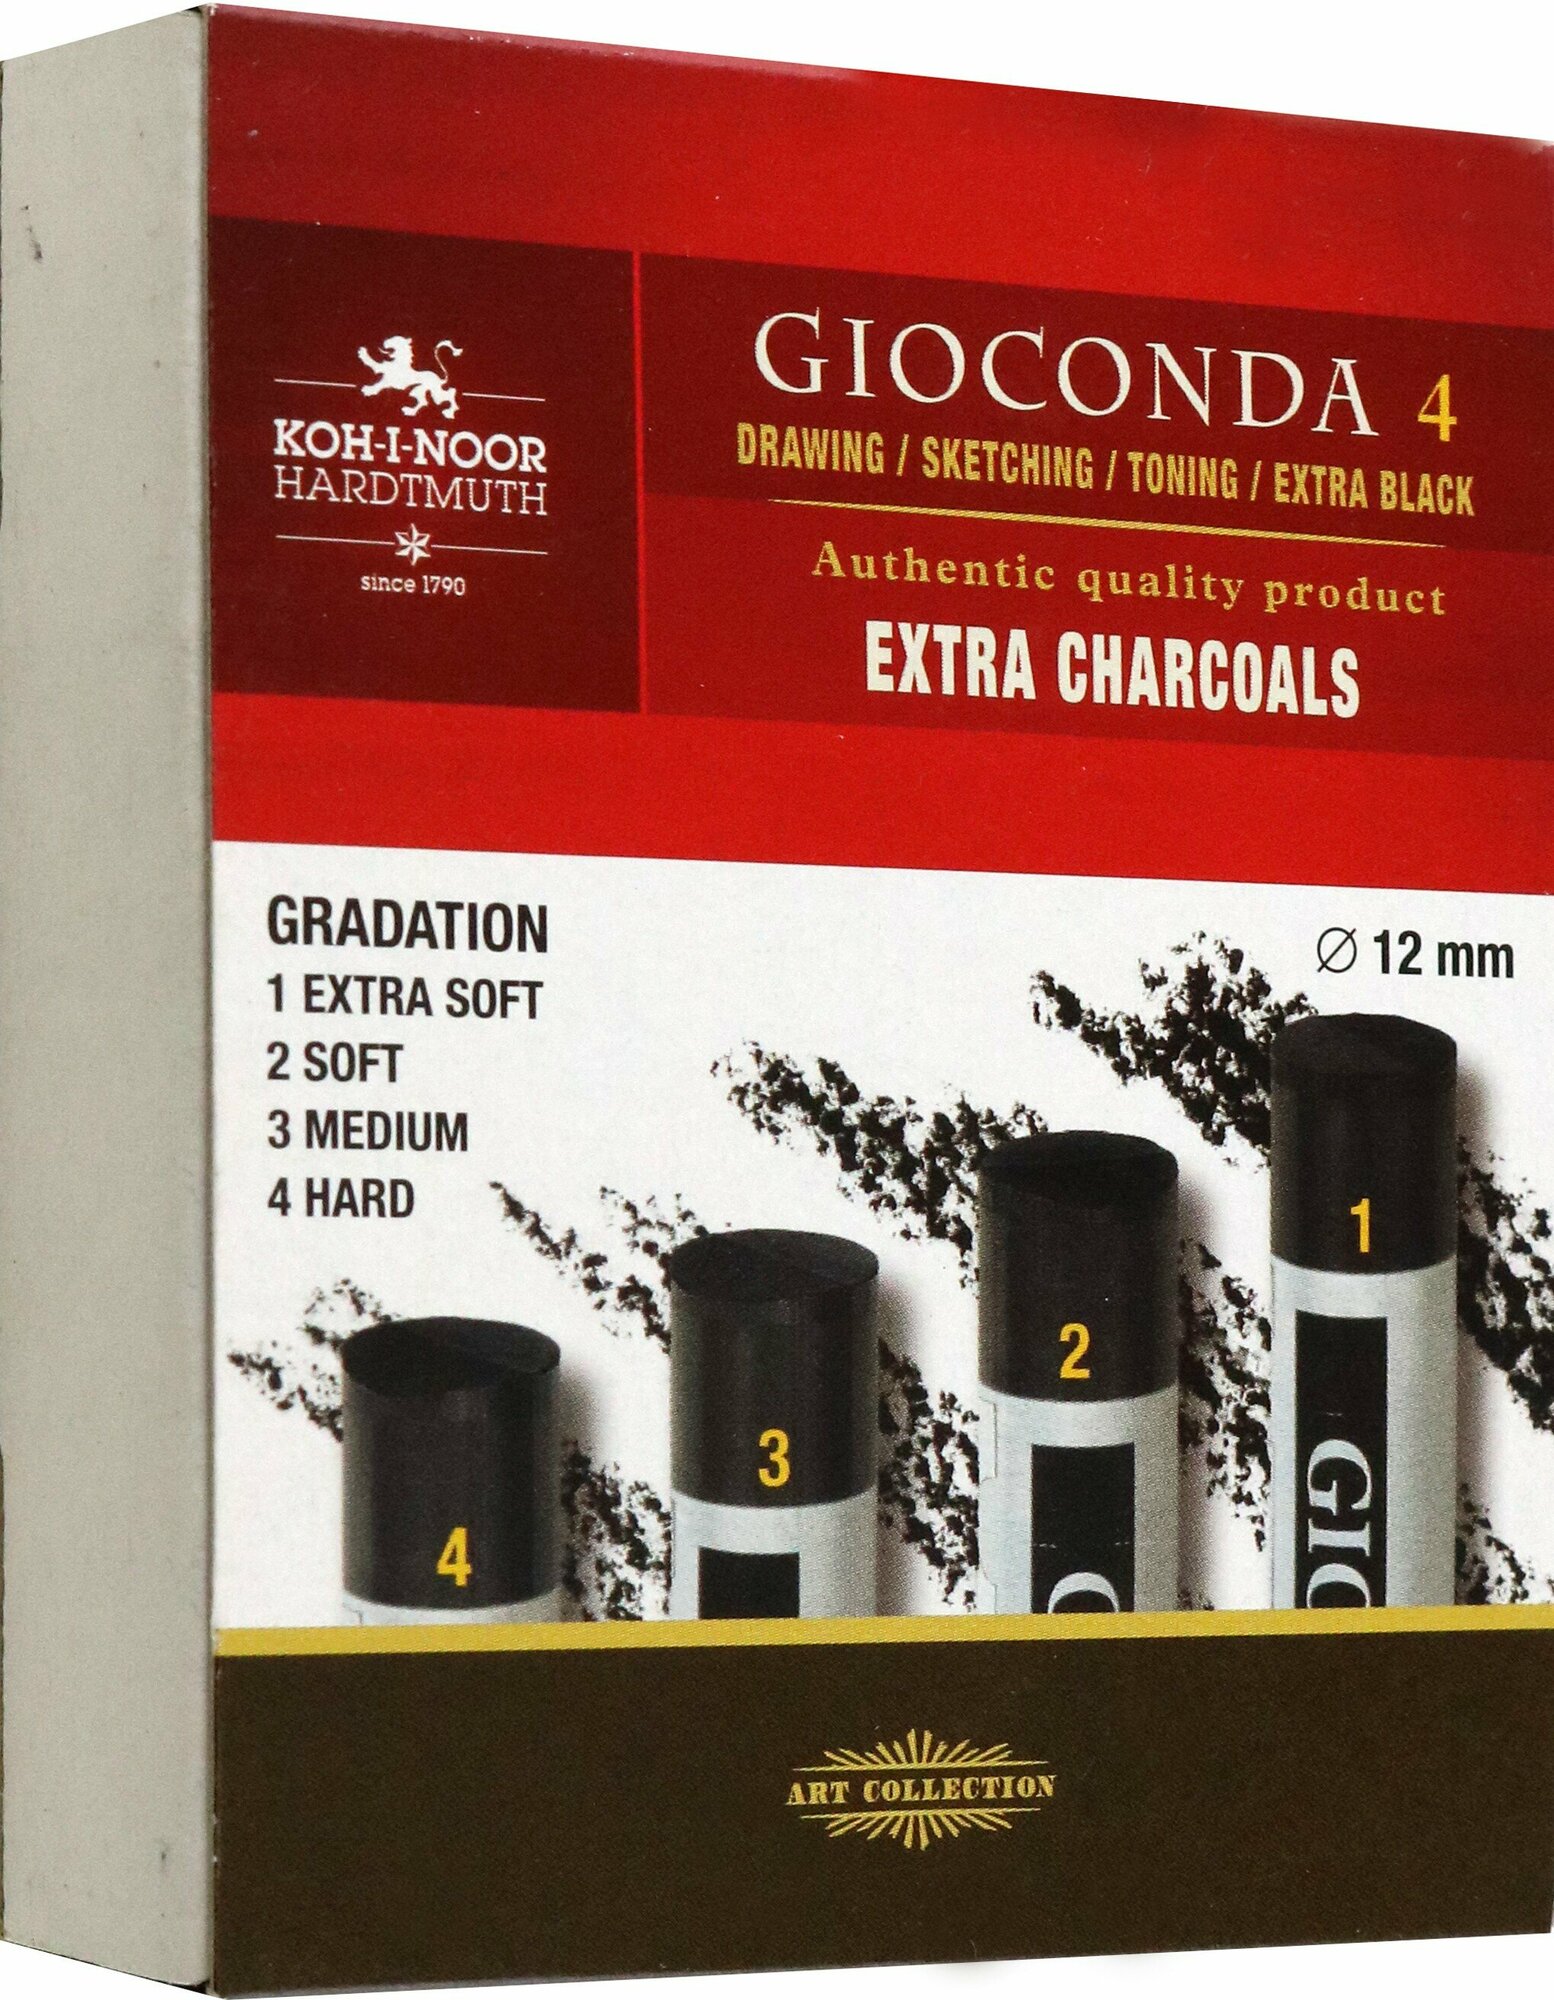 KOH-I-NOOR
HARDTMUTH
since 1790
GIOCONDA 4
DRAWING / SKETCHING / TONING / EXTRA BLACK
Authentic quality product
EXTRA CHARCOALS
GRADATION
1 EXTRA SOFT
2 SOFT
3 MEDIUM
4 HARD
Ø 12 mm
1
2
3
4
GIO
G
ART COLLECTION